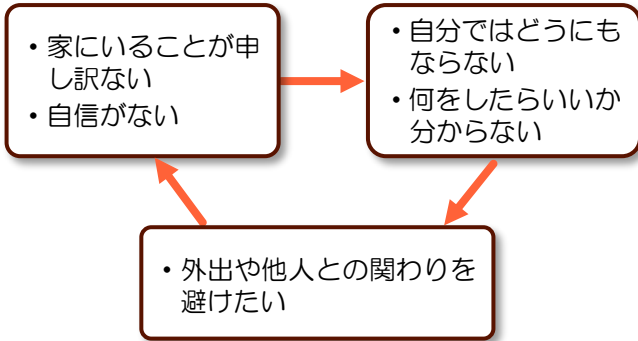 ・家にいることが申
し訳ない
・自信がない
・自分ではどうにも
ならない
・何をしたらいいか
分からない
・外出や他人との関わりを
避けたい